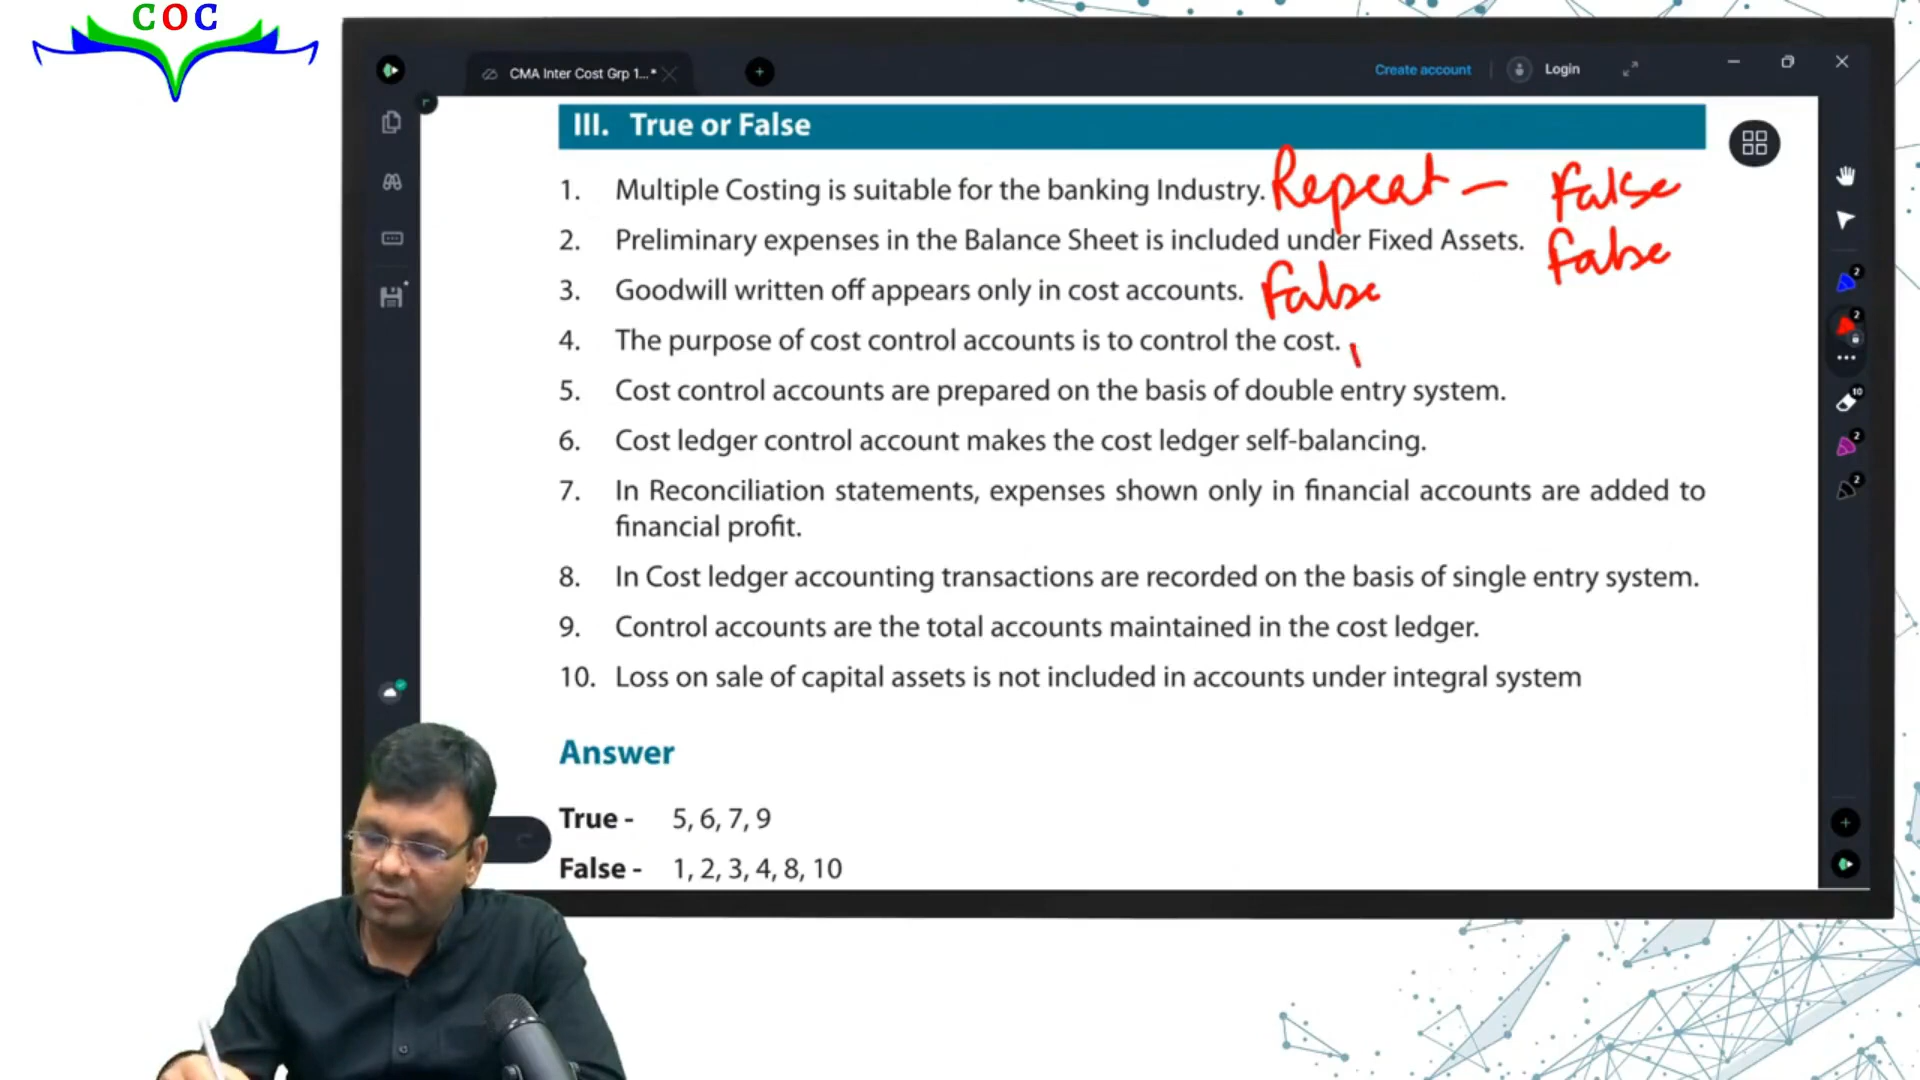 COC
CMA Inter Cost Grp 1...*
Create account
Login
III. True or False
1. Multiple Costing is suitable for the banking Industry. Repeat - False
2. Preliminary expenses in the Balance Sheet is included under Fixed Assets. False
3. Goodwill written off appears only in cost accounts. False
4. The purpose of cost control accounts is to control the cost.
5. Cost control accounts are prepared on the basis of double entry system.
6. Cost ledger control account makes the cost ledger self-balancing.
7. In Reconciliation statements, expenses shown only in financial accounts are added to
financial profit.
8. In Cost ledger accounting transactions are recorded on the basis of single entry system.
9. Control accounts are the total accounts maintained in the cost ledger.
10. Loss on sale of capital assets is not included in accounts under integral system
Answer
True - 5, 6, 7, 9
False - 1, 2, 3, 4, 8, 10
2
2
10
2
2